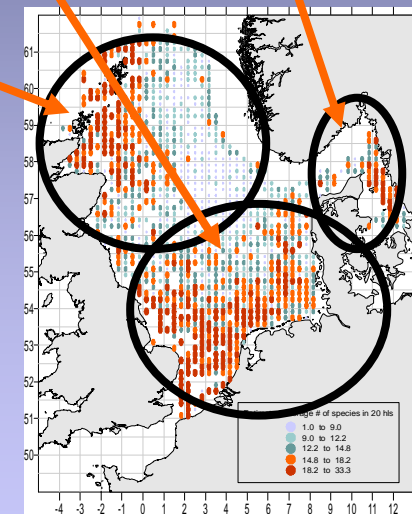 61
60
59
58
57
56
55
54
53
52
51
50
ge # of species in 20 hls
1.0 to 9.0
9.0 to 12.2
12.2 to 14.8
14.8 to 18.2
18.2 to 33.3
-4 -3 -2 -1 0 1 2 3 4 5 6 7 8 9 10 11 12